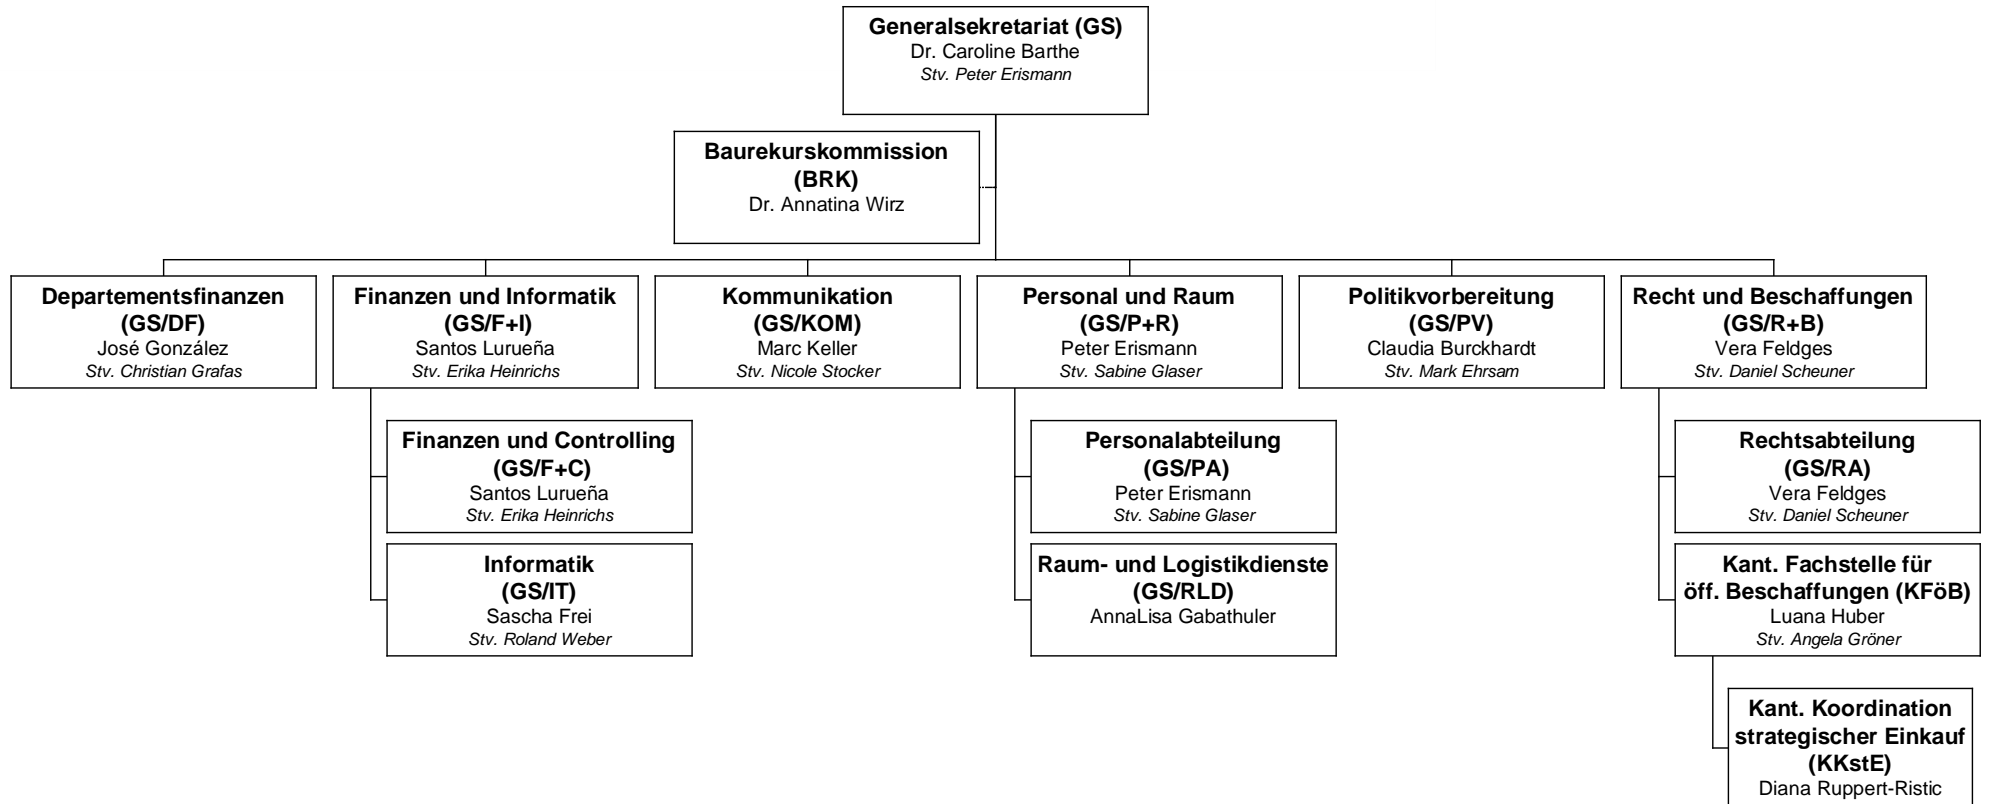 Generalsekretariat (GS)
Dr. Caroline Barthe
Stv. Peter Erismann
Baurekurskommission
(BRK)
Dr. Annatina Wirz
Departementsfinanzen
(GS/DF)
José González
Stv. Christian Grafas
Finanzen und Informatik
(GS/F+I)
Santos Lurueña
Stv. Erika Heinrichs
Kommunikation
(GS/KOM)
Marc Keller
Stv. Nicole Stocker
Personal und Raum
(GS/P+R)
Peter Erismann
Stv. Sabine Glaser
Politikvorbereitung
(GS/PV)
Claudia Burckhardt
Stv. Mark Ehrsam
Recht und Beschaffungen
(GS/R+B)
Vera Feldges
Stv. Daniel Scheuner
Finanzen und Controlling
(GS/F+C)
Santos Lurueña
Stv. Erika Heinrichs
Informatik
(GS/IT)
Sascha Frei
Stv. Roland Weber
Personalabteilung
(GS/PA)
Peter Erismann
Stv. Sabine Glaser
Raum- und Logistikdienste
(GS/RLD)
AnnaLisa Gabathuler
Rechtsabteilung
(GS/RA)
Vera Feldges
Stv. Daniel Scheuner
Kant. Fachstelle für
öff. Beschaffungen (KFöB)
Luana Huber
Stv. Angela Gröner
Kant. Koordination
strategischer Einkauf
(KKstE)
Diana Ruppert-Ristic